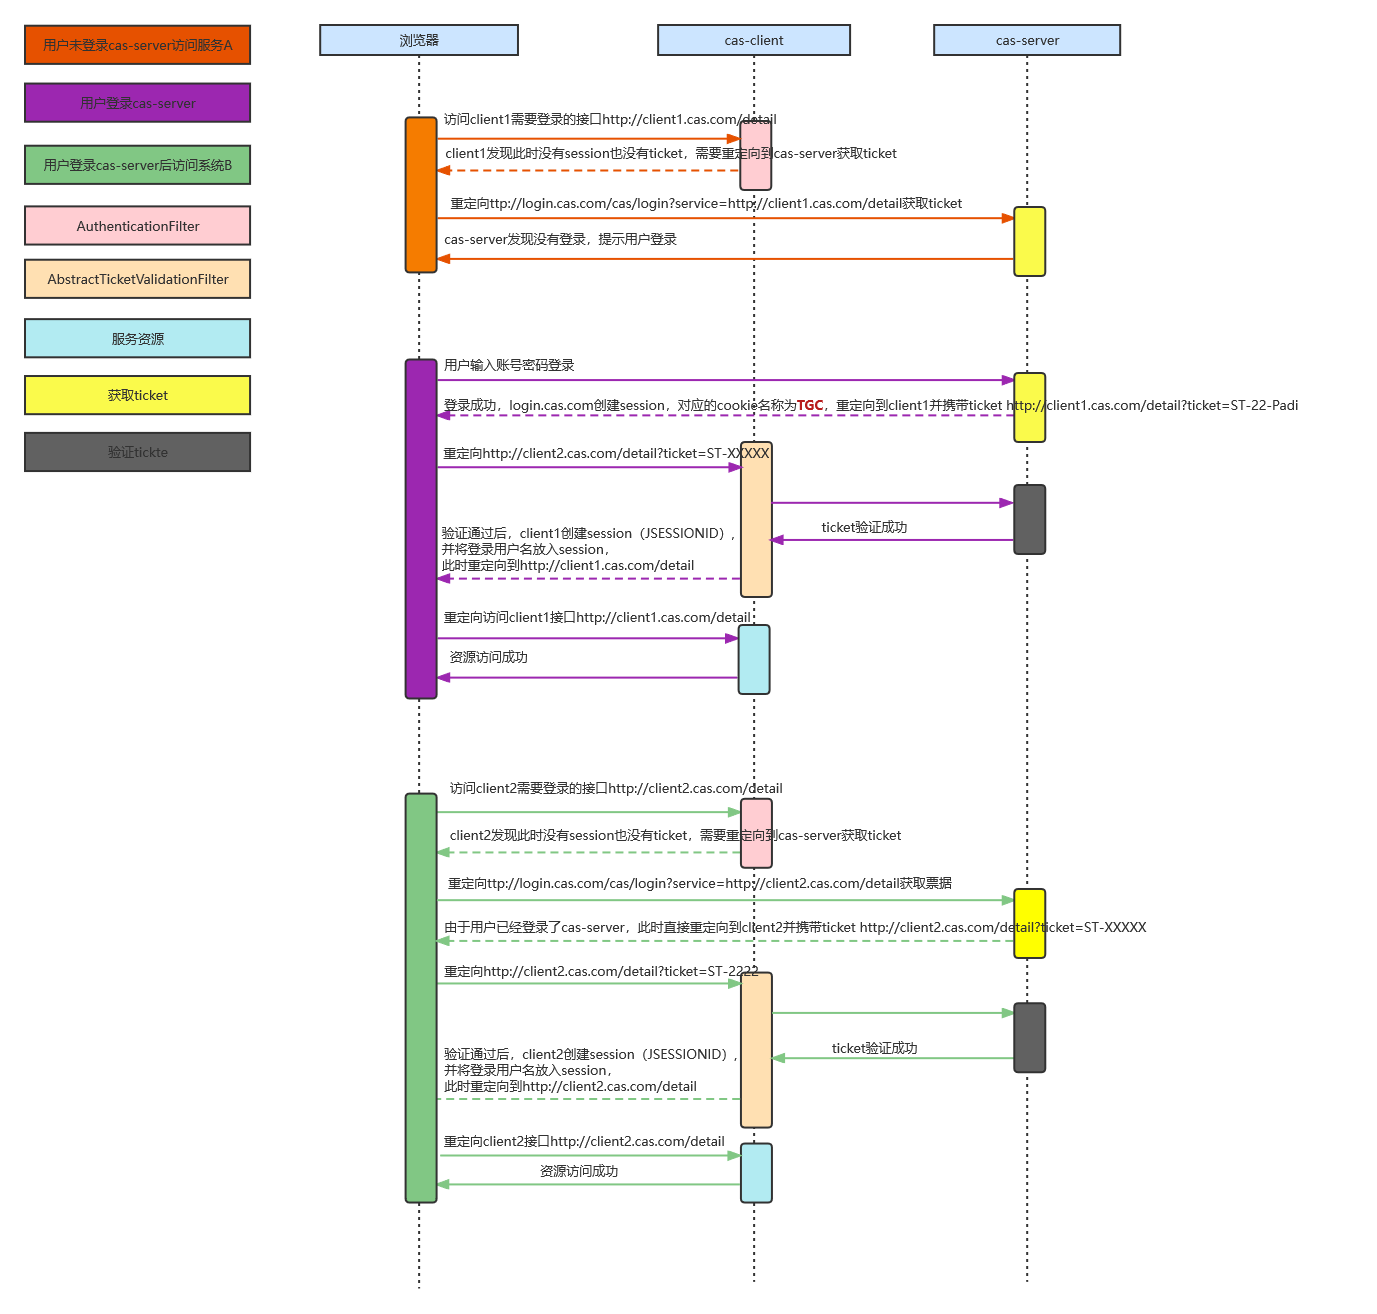 用户未登录cas-server访问服务A
用户登录cas-server
用户登录cas-server后访问系统B
AuthenticationFilter
AbstractTicketValidationFilter
服务资源
获取ticket
验证tickte
浏览器
cas-client
cas-server
访问client1需要登录的接口http://client1.cas.com/detail
client1发现此时没有session也没有ticket，需要重定向到cas-server获取ticket
重定向ttp://login.cas.com/cas/login?service=http://client1.cas.com/detail获取ticket
cas-server发现没有登录，提示用户登录
用户输入账号密码登录
登录成功，login.cas.com创建session，对应的cookie名称为TGC，重定向到client1并携带ticket http://client1.cas.com/detail?ticket=ST-22-Padi
重定向http://client2.cas.com/detail?ticket=ST-XXXXX
ticket验证成功
验证通过后，client1创建session（JSESSIONID），
并将登录用户名放入session，
此时重定向到http://client1.cas.com/detail
重定向访问client1接口http://client1.cas.com/detail
资源访问成功
访问client2需要登录的接口http://client2.cas.com/detail
client2发现此时没有session也没有ticket，需要重定向到cas-server获取ticket
重定向ttp://login.cas.com/cas/login?service=http://client2.cas.com/detail获取票据
由于用户已经登录了cas-server，此时直接重定向到client2并携带ticket http://client2.cas.com/detail?ticket=ST-XXXXX
重定向http://client2.cas.com/detail?ticket=ST-2222
ticket验证成功
验证通过后，client2创建session（JSESSIONID），
并将登录用户名放入session，
此时重定向到http://client2.cas.com/detail
重定向client2接口http://client2.cas.com/detail
资源访问成功